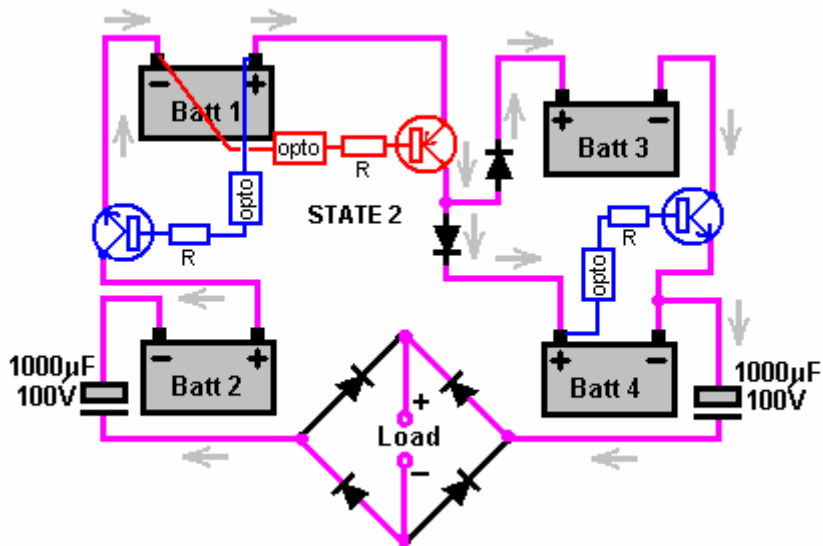 − +
Batt 1
opto
R
opto
R
STATE 2
+ −
Batt 3
opto
R
1000µF
100V
− +
Batt 2
+
Load
−
+ −
Batt 4
1000µF
100V